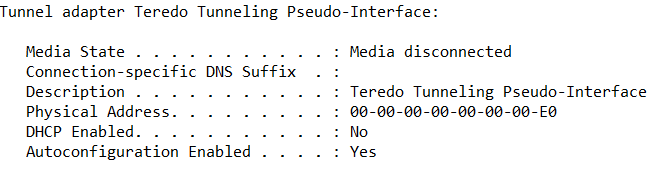 Tunnel adapter Teredo Tunneling Pseudo-Interface:
Media State . . . . . . . . . . . : Media disconnected
Connection-specific DNS Suffix  . :
Description . . . . . . . . . . . : Teredo Tunneling Pseudo-Interface
Physical Address. . . . . . . . . : 00-00-00-00-00-00-00-E0
DHCP Enabled. . . . . . . . . . . : No
Autoconfiguration Enabled . . . . : Yes